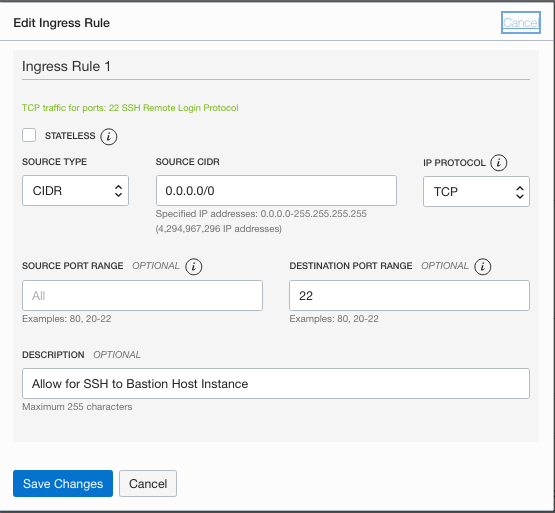 Edit Ingress Rule
Cancel
Ingress Rule 1
TCP traffic for ports: 22 SSH Remote Login Protocol
STATELESS i
SOURCE TYPE
SOURCE CIDR
IP PROTOCOL i
CIDR
0.0.0.0/0
TCP
Specified IP addresses: 0.0.0.0-255.255.255.255
(4,294,967,296 IP addresses)
SOURCE PORT RANGE OPTIONAL i
DESTINATION PORT RANGE OPTIONAL i
All
22
Examples: 80, 20-22
Examples: 80, 20-22
DESCRIPTION OPTIONAL
Allow for SSH to Bastion Host Instance
Maximum 255 characters
Save Changes
Cancel